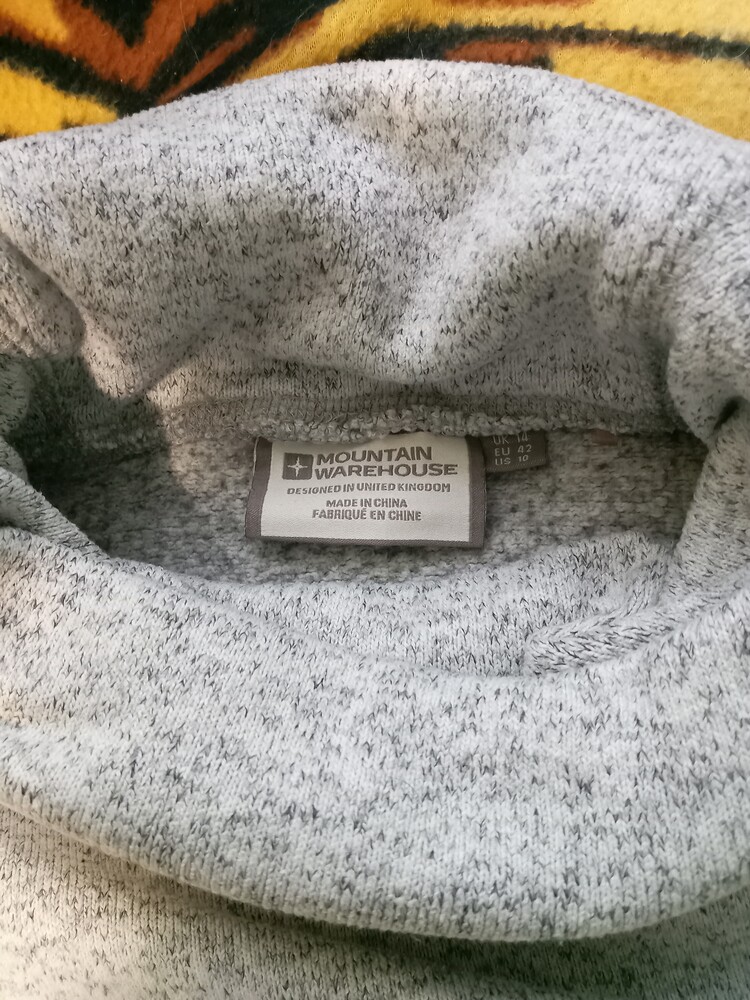 MOUNTAIN
WAREHOUSE
DESIGNED IN UNITED KINGDOM
MADE IN CHINA
FABRIQUÉ EN CHINE
UK 14
EU 42
US 10